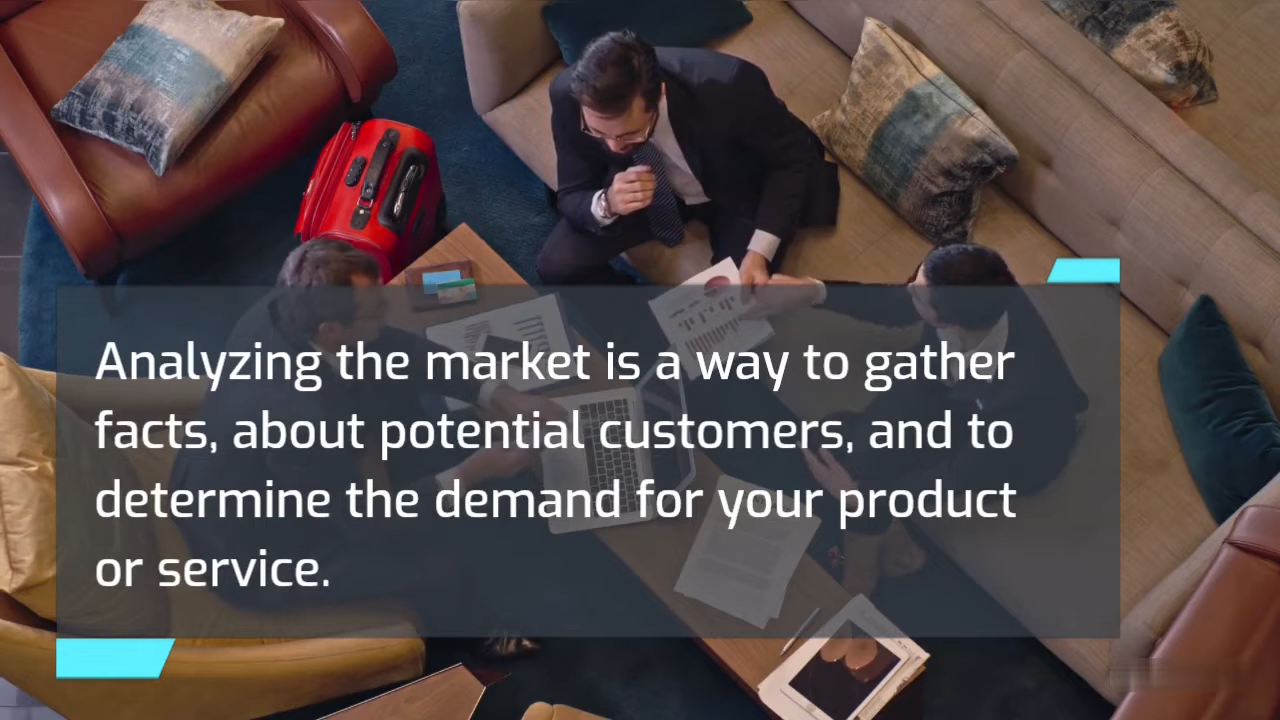 Analyzing the market is a way to gather
facts, about potential customers, and to
determine the demand for your product
or service.